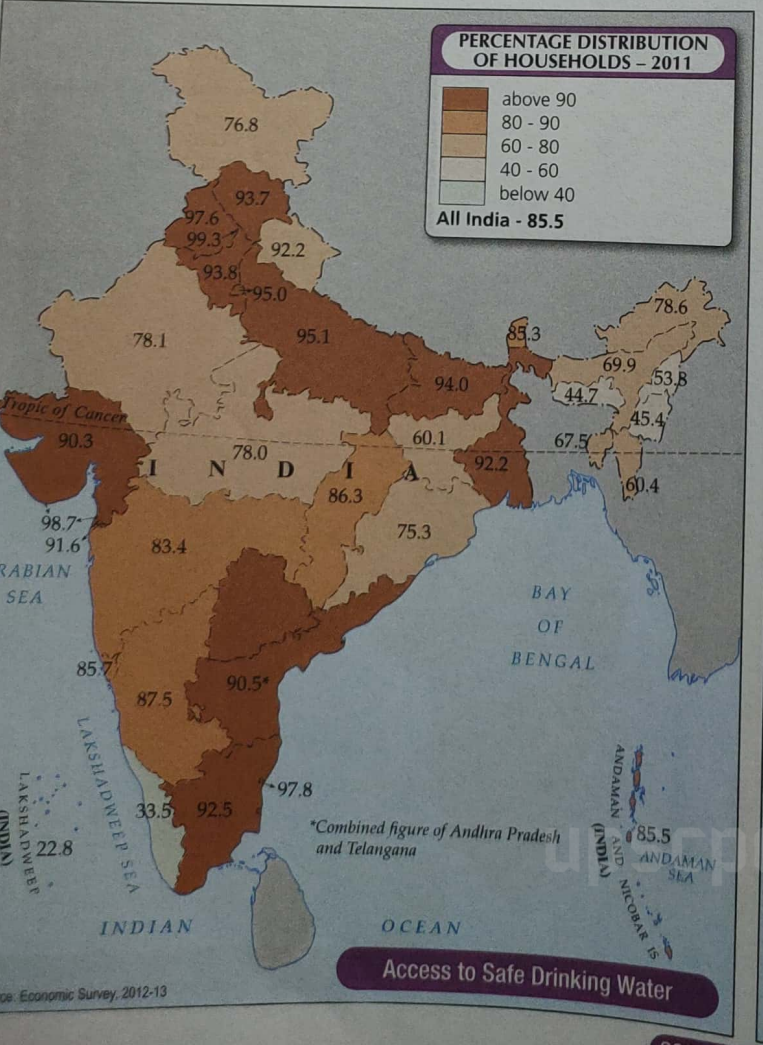 PERCENTAGE DISTRIBUTION
OF HOUSEHOLDS – 2011
above 90
80 - 90
60 - 80
40 - 60
below 40
All India - 85.5
76.8
93.7
97.6
99.3
92.2
93.8
95.0
78.6
78.1
95.1
85.3
69.9
53.8
94.0
44.7
Tropic of Cancer
45.4
90.3
60.1
67.5
78.0
92.2
I N D I A
60.4
86.3
98.7
91.6
83.4
75.3
RABIAN
SEA
BAY
OF
BENGAL
85.7
90.5*
87.5
LAKSHADWEEP SEA
97.8
33.5
92.5
LAKSHADWEEP
(INDIA)
22.8
*Combined figure of Andhra Pradesh
and Telangana
ANDAMAN AND NICOBAR IS
(INDIA)
85.5
ANDAMAN
SEA
INDIAN OCEAN
Access to Safe Drinking Water
ce: Economic Survey, 2012-13